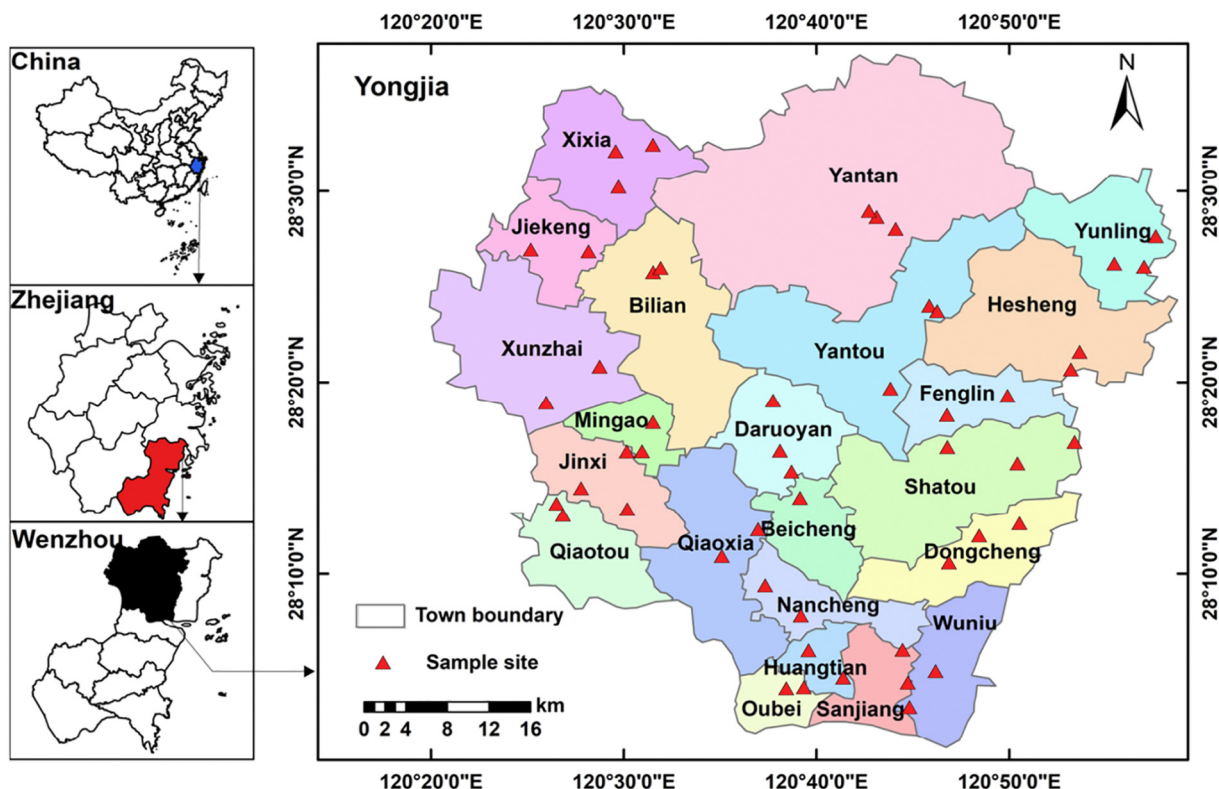 120°20'0"E 120°30'0"E 120°40'0"E 120°50'0"E
China
Zhejiang
Wenzhou
Yongjia
N
Xixia
Yantan
28°30'0"N
28°30'0"N
Jiekeng
Yunling
Bilian
Hesheng
Xunzhai
Yantou
28°20'0"N
28°20'0"N
Fenglin
Mingao
Daruoyan
Jinxi
Shatou
Beicheng
Qiaotou
Qiaoxia
Dongcheng
28°10'0"N
28°10'0"N
Nancheng
Wuniu
Huangtian
Oubei
Sanjiang
Town boundary
Sample site
0 2 4 8 12 16 km
120°20'0"E 120°30'0"E 120°40'0"E 120°50'0"E